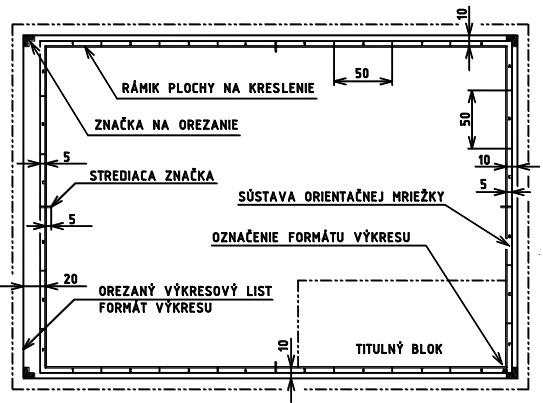 10
RÁMIK PLOCHY NA KRESLENIE
50
ZNAČKA NA OREZANIE
50
5
10
STREDIACA ZNAČKA
5
SÚSTAVA ORIENTAČNEJ MRIEŽKY
5
OZNAČENIE FORMÁTU VÝKRESU
20
OREZANÝ VÝKRESOVÝ LIST
FORMÁT VÝKRESU
10
TITULNÝ BLOK